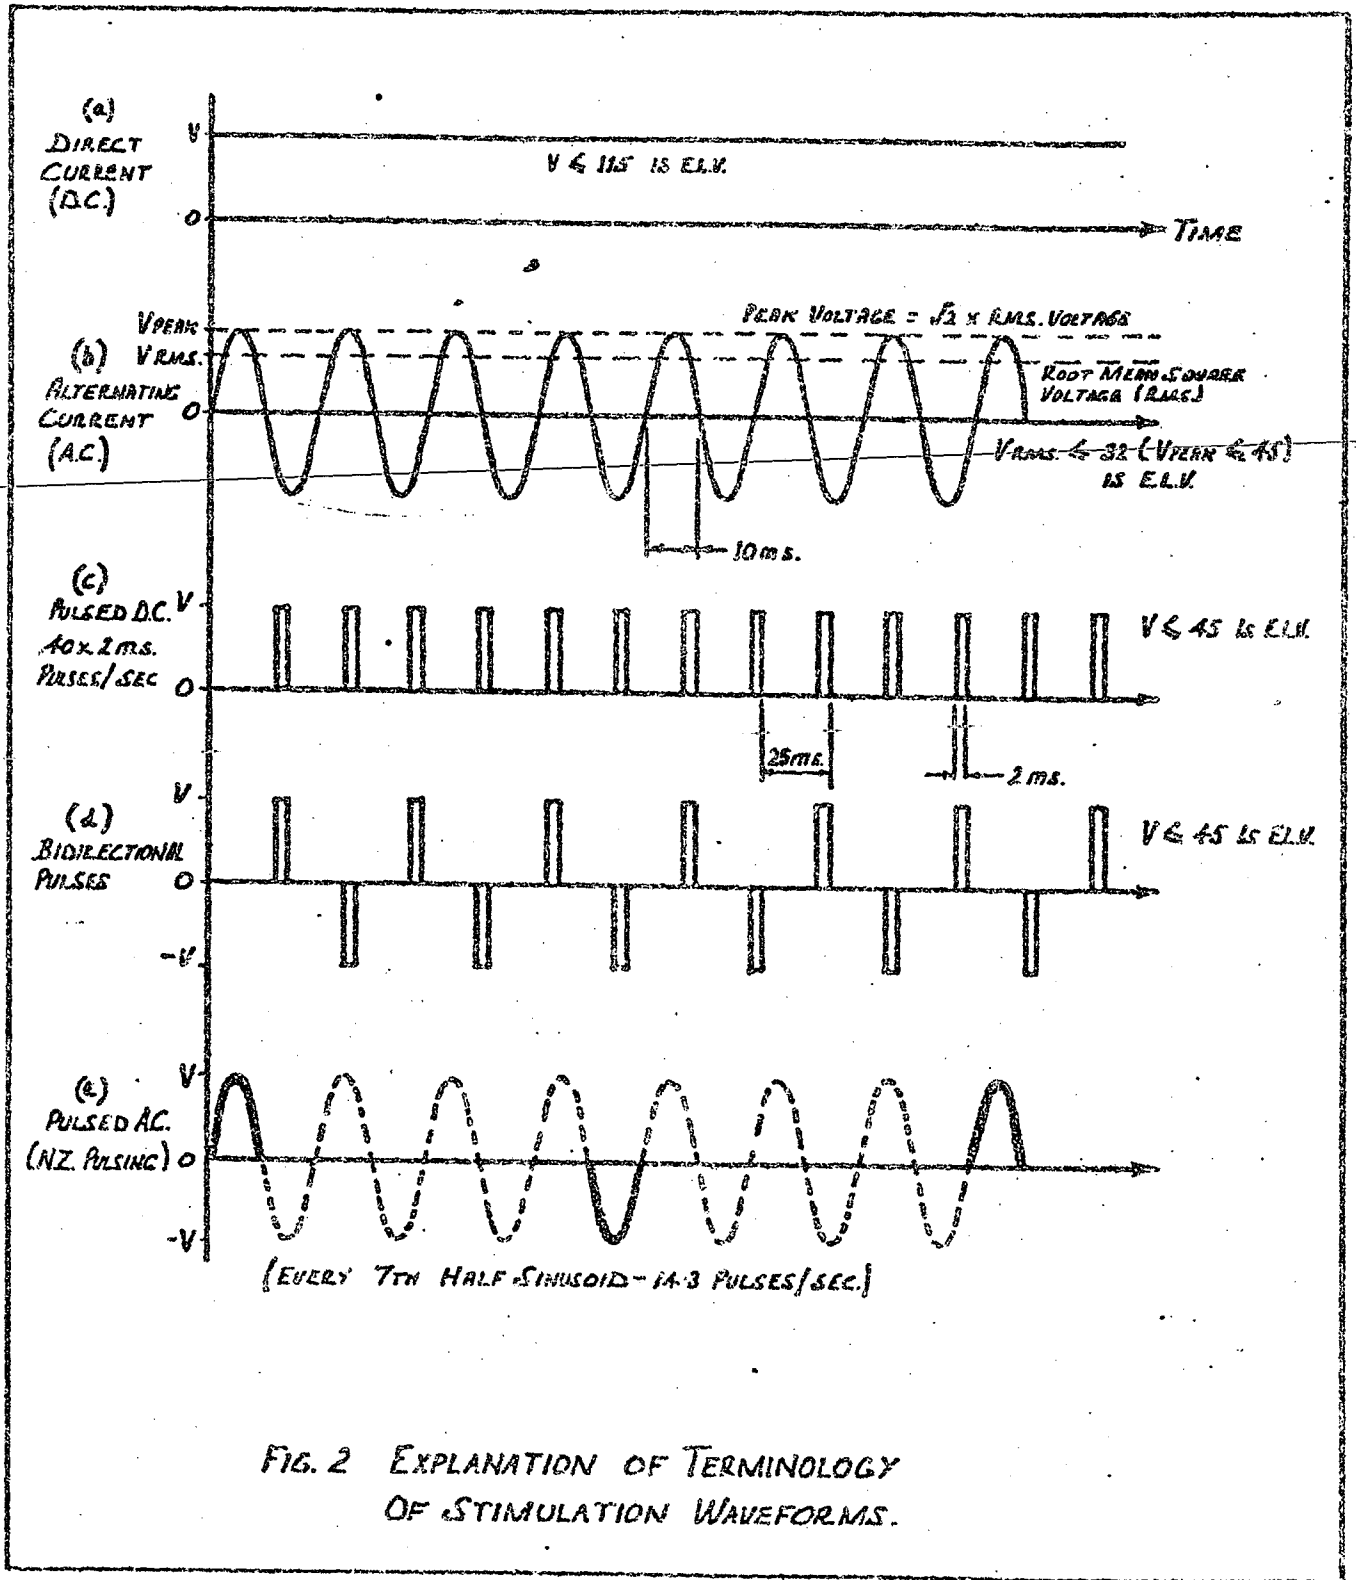 (a)
DIRECT
CURRENT
(D.C.)
V
0
V ≤ 115 IS E.L.V.
TIME
(b)
ALTERNATING
CURRENT
(A.C.)
VPEAK
VRMS.
0
PEAK VOLTAGE = √2 x RMS. VOLTAGE
ROOT MEAN SQUARE
VOLTAGE (RMS)
VRMS ≤ 32 (VPEAK ≤ 45)
IS E.L.V.
10ms.
(c)
PULSED D.C.
40x2ms.
PULSES/SEC
V
0
V ≤ 45 IS E.L.V.
25ms.
2ms.
(d)
BIDIRECTIONAL
PULSES
V
0
-V
V ≤ 45 IS E.L.V.
(e)
PULSED A.C.
(N.Z. PULSING)
V
0
-V
(EVERY 7TH HALF SINUSOID - 14.3 PULSES/SEC.)
FIG. 2 EXPLANATION OF TERMINOLOGY
OF STIMULATION WAVEFORMS.